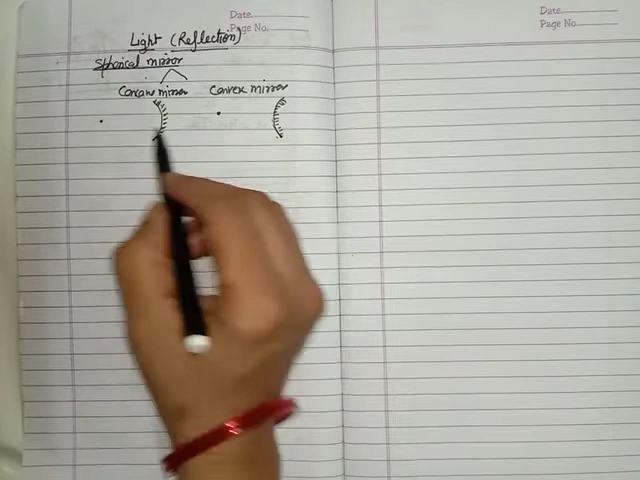 Date
Page No.
Light (Reflection)
Spherical mirror
Concave mirror Convex mirror
Date
Page No.